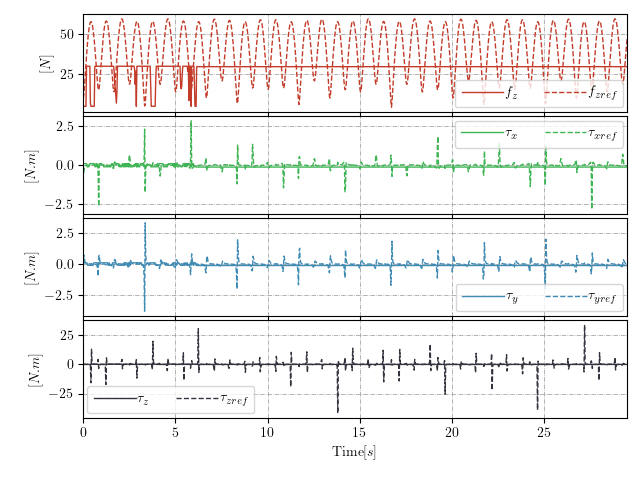 50
25
[N]
f_z f_zref
2.5
0.0
−2.5
[N.m]
τ_x τ_xref
2.5
0.0
−2.5
[N.m]
τ_y τ_yref
25
0
−25
[N.m]
τ_z τ_zref
0 5 10 15 20 25
Time[s]